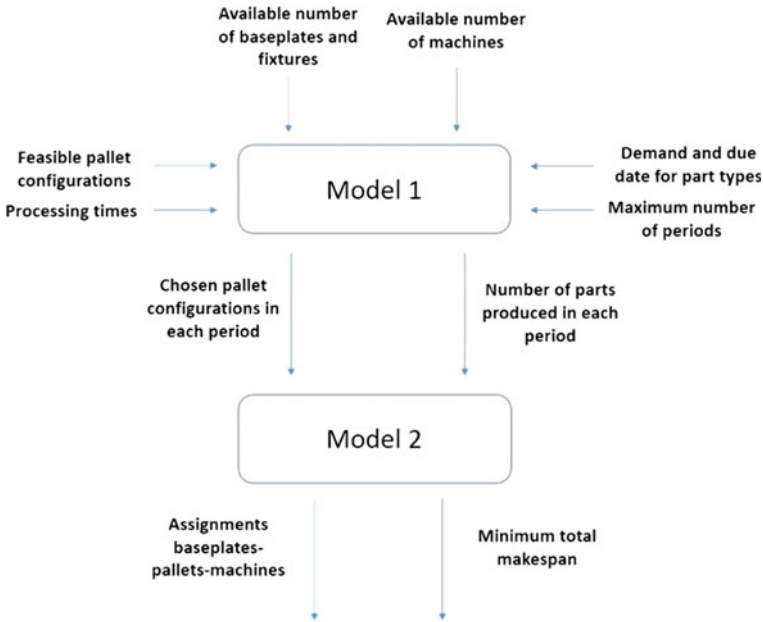 Available number
of baseplates and
fixtures
Available number
of machines
Feasible pallet
configurations
Processing times
Model 1
Demand and due
date for part types
Maximum number
of periods
Chosen pallet
configurations in
each period
Number of parts
produced in each
period
Model 2
Assignments
baseplates-
pallets-machines
Minimum total
makespan